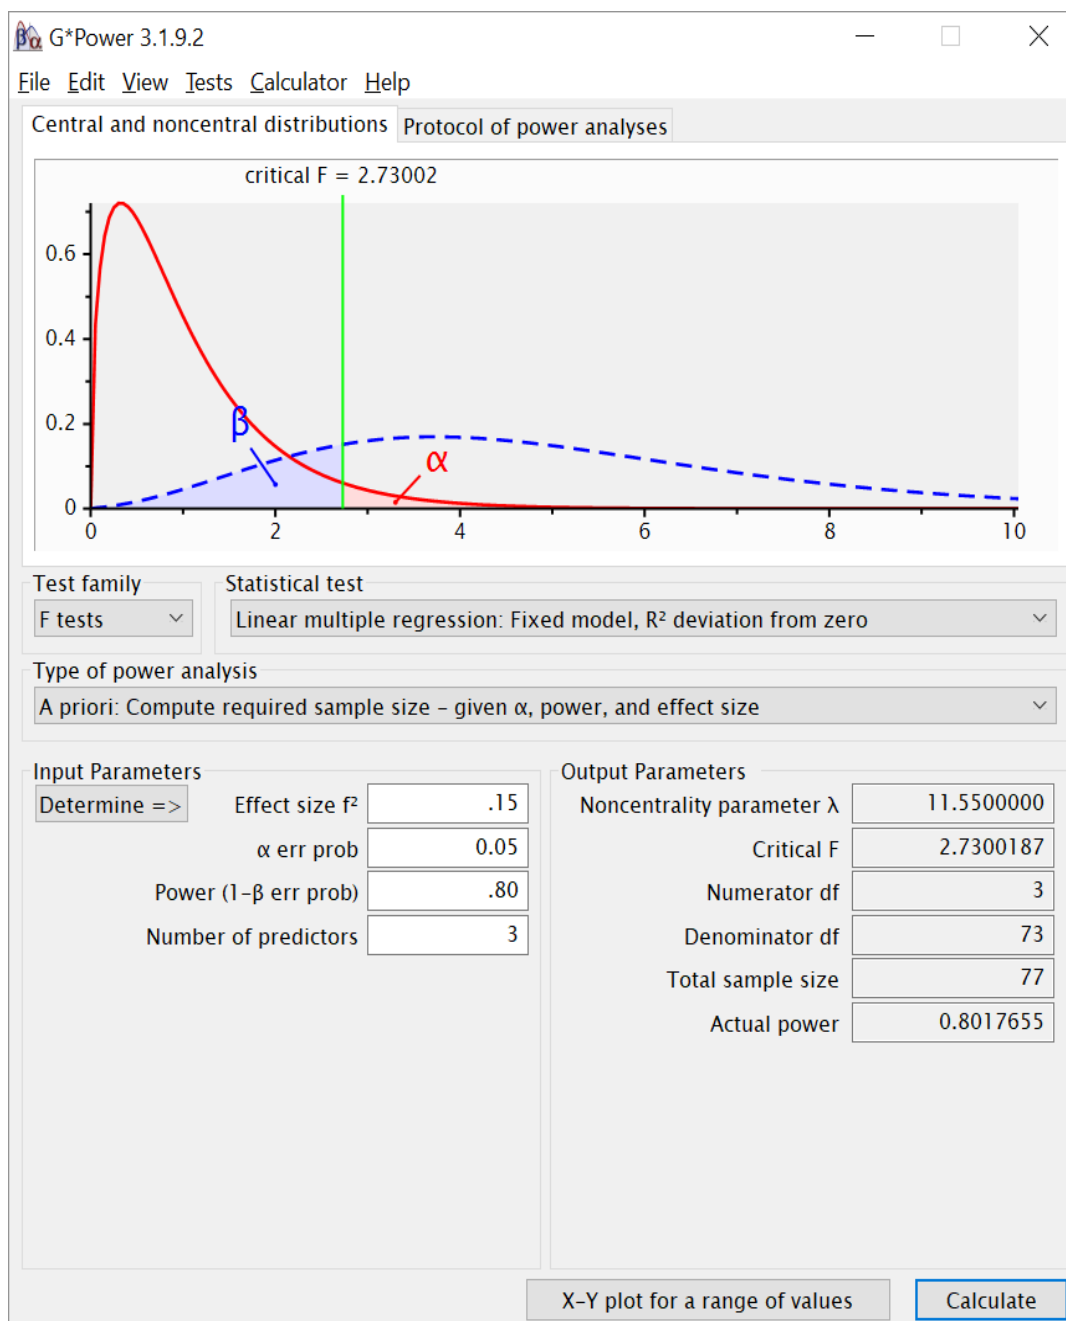 G*Power 3.1.9.2
File Edit View Tests Calculator Help
Central and noncentral distributions Protocol of power analyses
critical F = 2.73002
0.6
0.4
0.2
0
β
α
0 2 4 6 8 10
Test family Statistical test
F tests Linear multiple regression: Fixed model, R² deviation from zero
Type of power analysis
A priori: Compute required sample size – given α, power, and effect size
Input Parameters Output Parameters
Determine => Effect size f² .15 Noncentrality parameter λ 11.5500000
α err prob 0.05 Critical F 2.7300187
Power (1-β err prob) .80 Numerator df 3
Number of predictors 3 Denominator df 73
Total sample size 77
Actual power 0.8017655
X-Y plot for a range of values Calculate